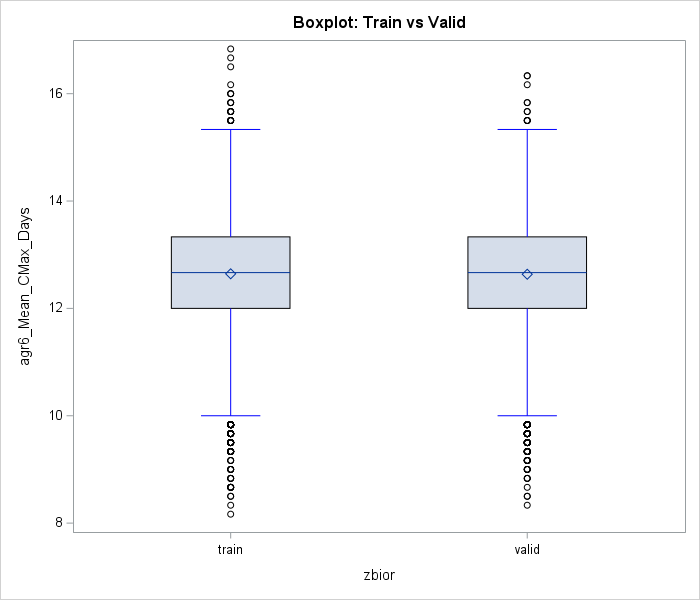 Boxplot: Train vs Valid
agr6_Mean_CMax_Days
16
14
12
10
8
train
valid
zbior